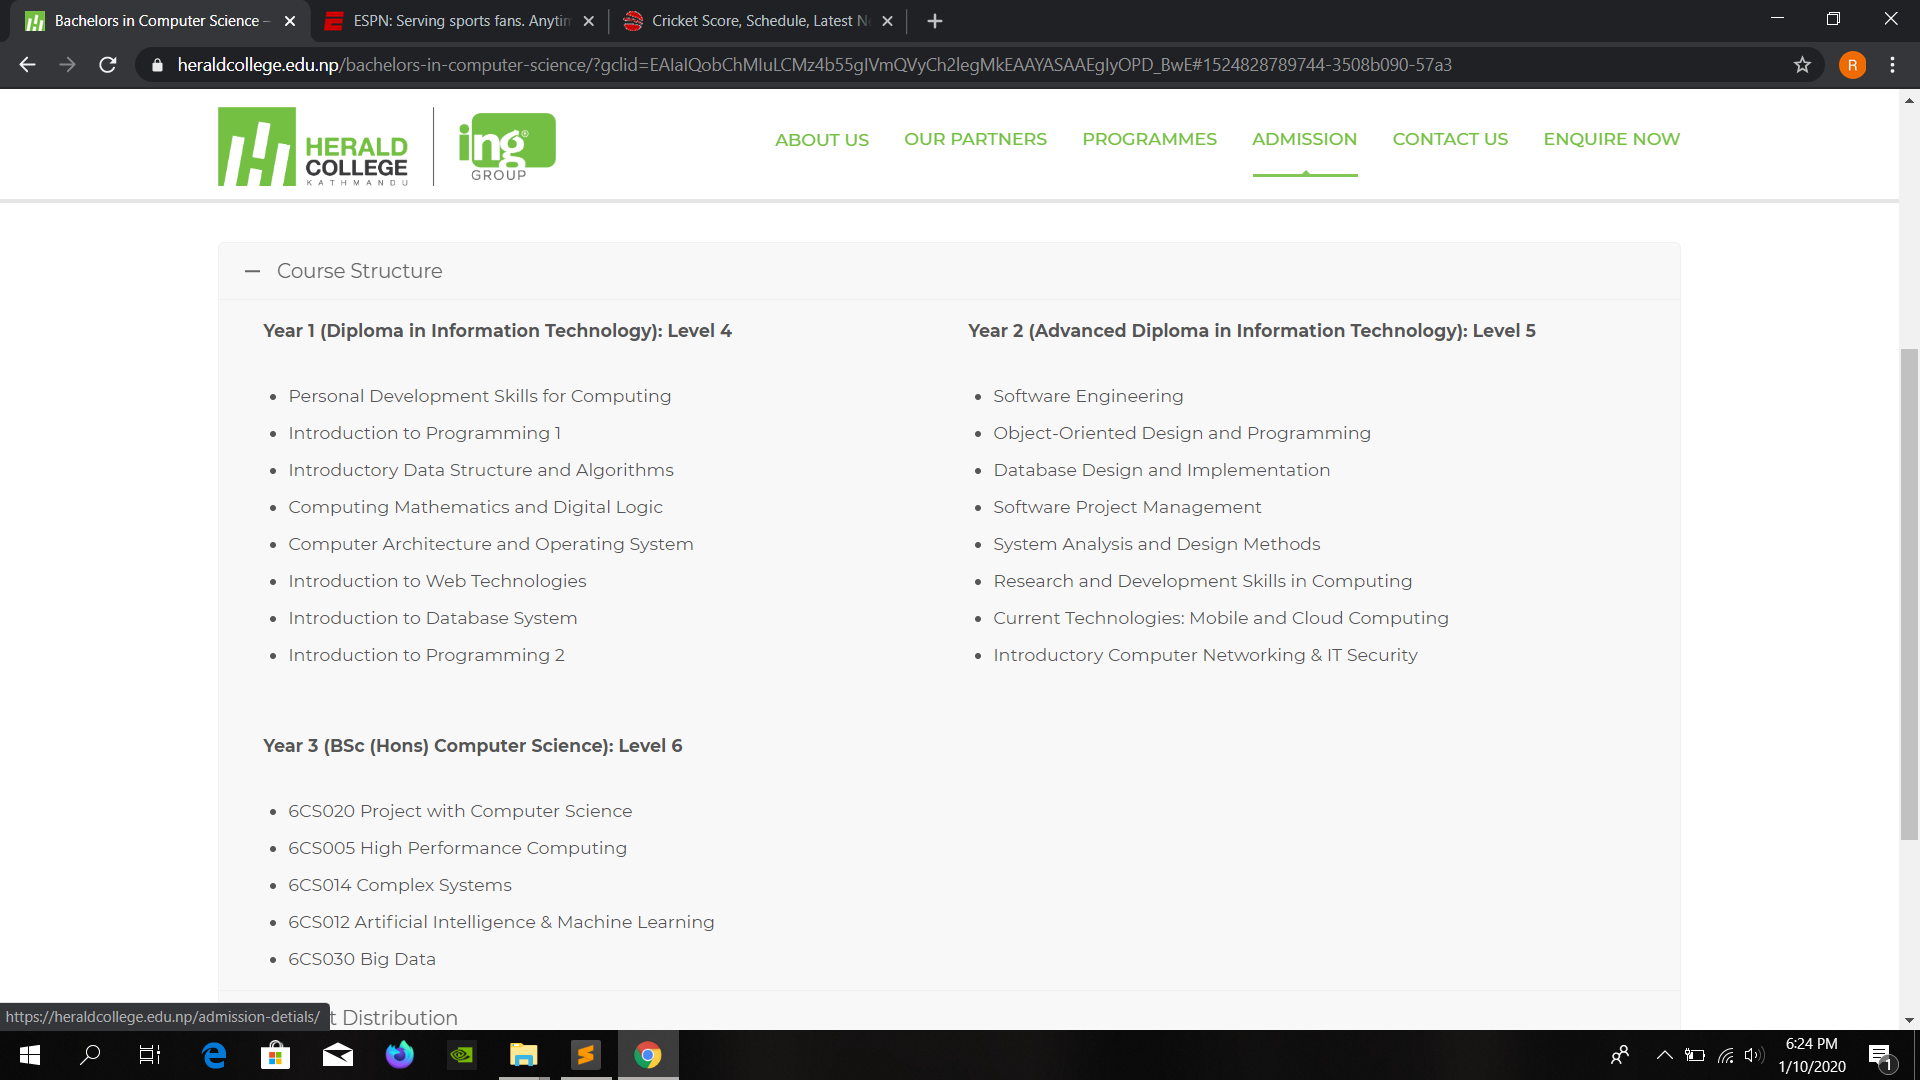 Bachelors in Computer Science –
ESPN: Serving sports fans. Anytim
Cricket Score, Schedule, Latest N
heraldcollege.edu.np/bachelors-in-computer-science/?gclid=EAIaIQobChMIuLCMz4b55gIVmQVyCh2legMkEAAYASAAEgIyOPD_BwE#1524828789744-3508b090-57a3
R
HERALD
COLLEGE
KATHMANDU
ing®
GROUP
ABOUT US
OUR PARTNERS
PROGRAMMES
ADMISSION
CONTACT US
ENQUIRE NOW
Course Structure
Year 1 (Diploma in Information Technology): Level 4
Personal Development Skills for Computing
Introduction to Programming 1
Introductory Data Structure and Algorithms
Computing Mathematics and Digital Logic
Computer Architecture and Operating System
Introduction to Web Technologies
Introduction to Database System
Introduction to Programming 2
Year 2 (Advanced Diploma in Information Technology): Level 5
Software Engineering
Object-Oriented Design and Programming
Database Design and Implementation
Software Project Management
System Analysis and Design Methods
Research and Development Skills in Computing
Current Technologies: Mobile and Cloud Computing
Introductory Computer Networking & IT Security
Year 3 (BSc (Hons) Computer Science): Level 6
6CS020 Project with Computer Science
6CS005 High Performance Computing
6CS014 Complex Systems
6CS012 Artificial Intelligence & Machine Learning
6CS030 Big Data
t Distribution
https://heraldcollege.edu.np/admission-detials/
6:24 PM
1/10/2020
1